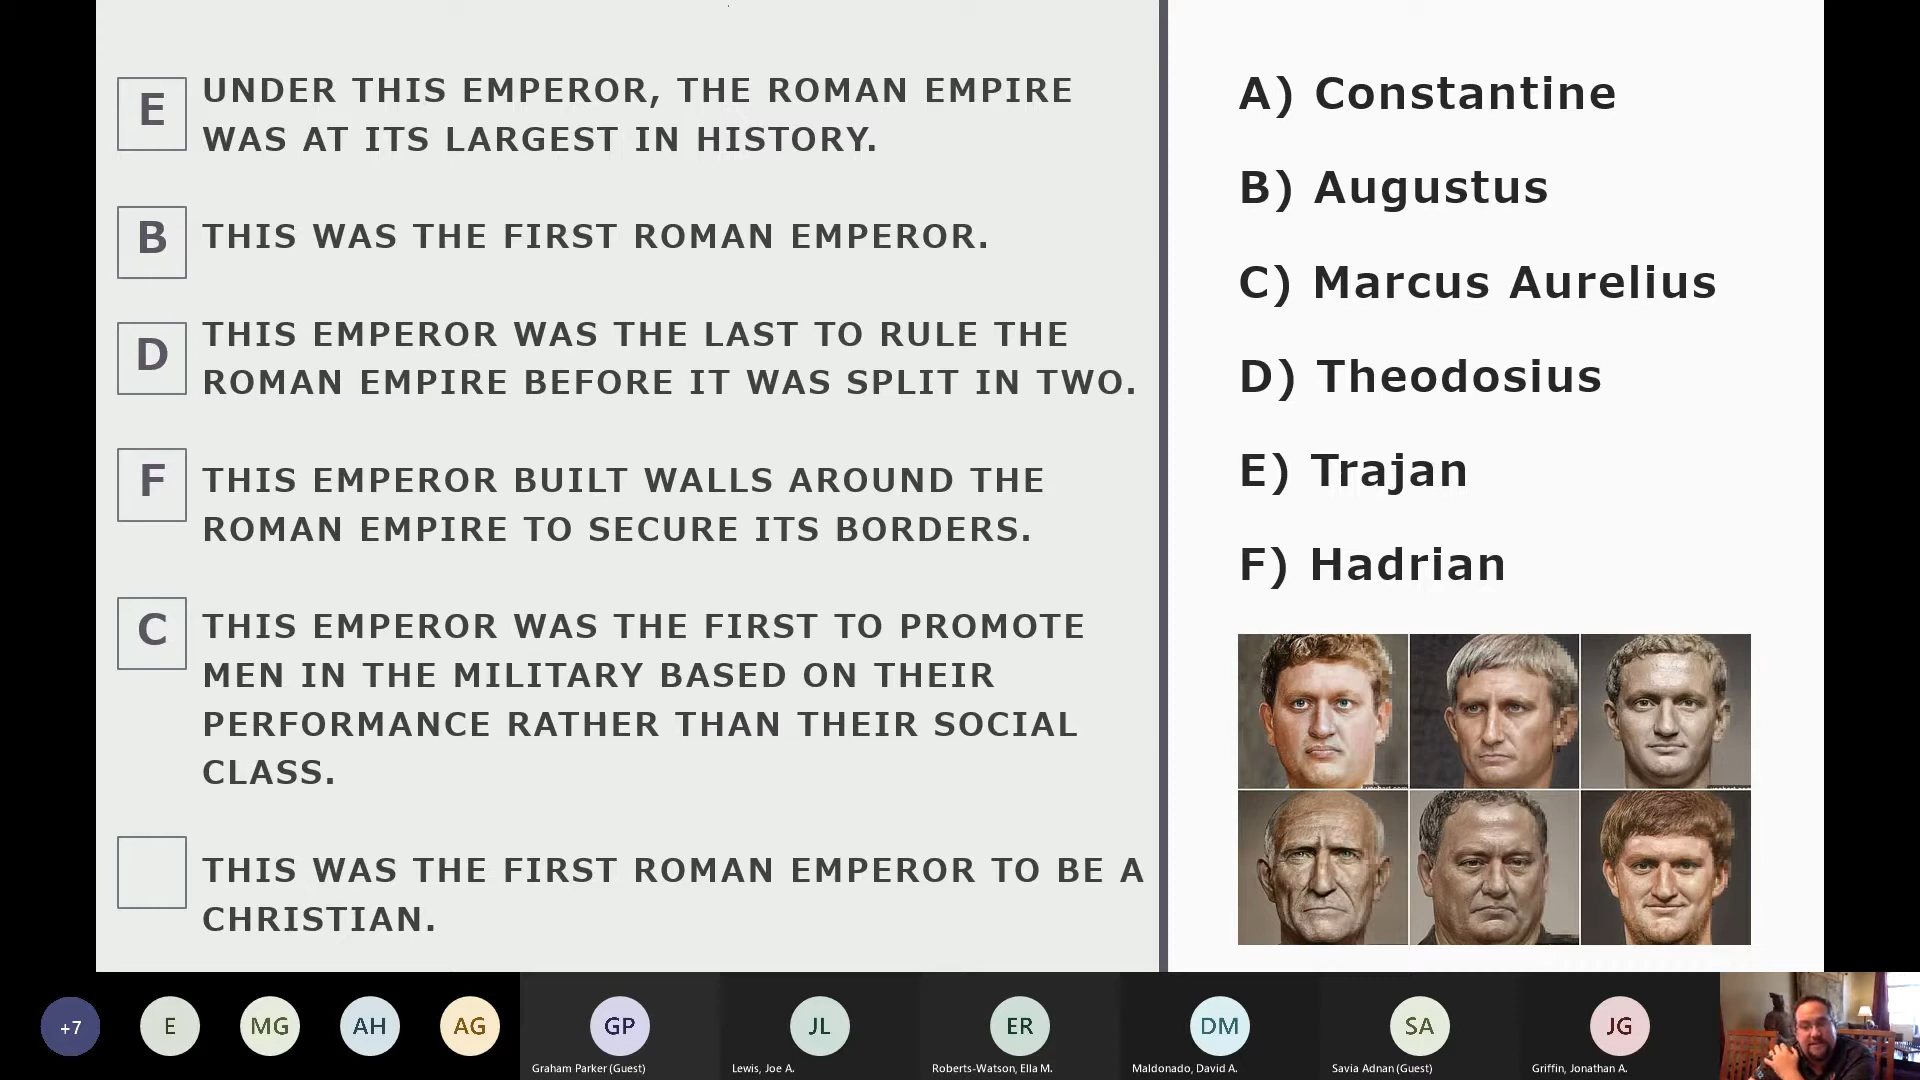 E
UNDER THIS EMPEROR, THE ROMAN EMPIRE
WAS AT ITS LARGEST IN HISTORY.
B
THIS WAS THE FIRST ROMAN EMPEROR.
D
THIS EMPEROR WAS THE LAST TO RULE THE
ROMAN EMPIRE BEFORE IT WAS SPLIT IN TWO.
F
THIS EMPEROR BUILT WALLS AROUND THE
ROMAN EMPIRE TO SECURE ITS BORDERS.
C
THIS EMPEROR WAS THE FIRST TO PROMOTE
MEN IN THE MILITARY BASED ON THEIR
PERFORMANCE RATHER THAN THEIR SOCIAL
CLASS.
THIS WAS THE FIRST ROMAN EMPEROR TO BE A
CHRISTIAN.
A) Constantine
B) Augustus
C) Marcus Aurelius
D) Theodosius
E) Trajan
F) Hadrian
+7
E
MG
AH
AG
GP
Graham Parker (Guest)
JL
Lewis, Joe A.
ER
Roberts-Watson, Ella M.
DM
Maldonado, David A.
SA
Savia Adnan (Guest)
JG
Griffin, Jonathan A.